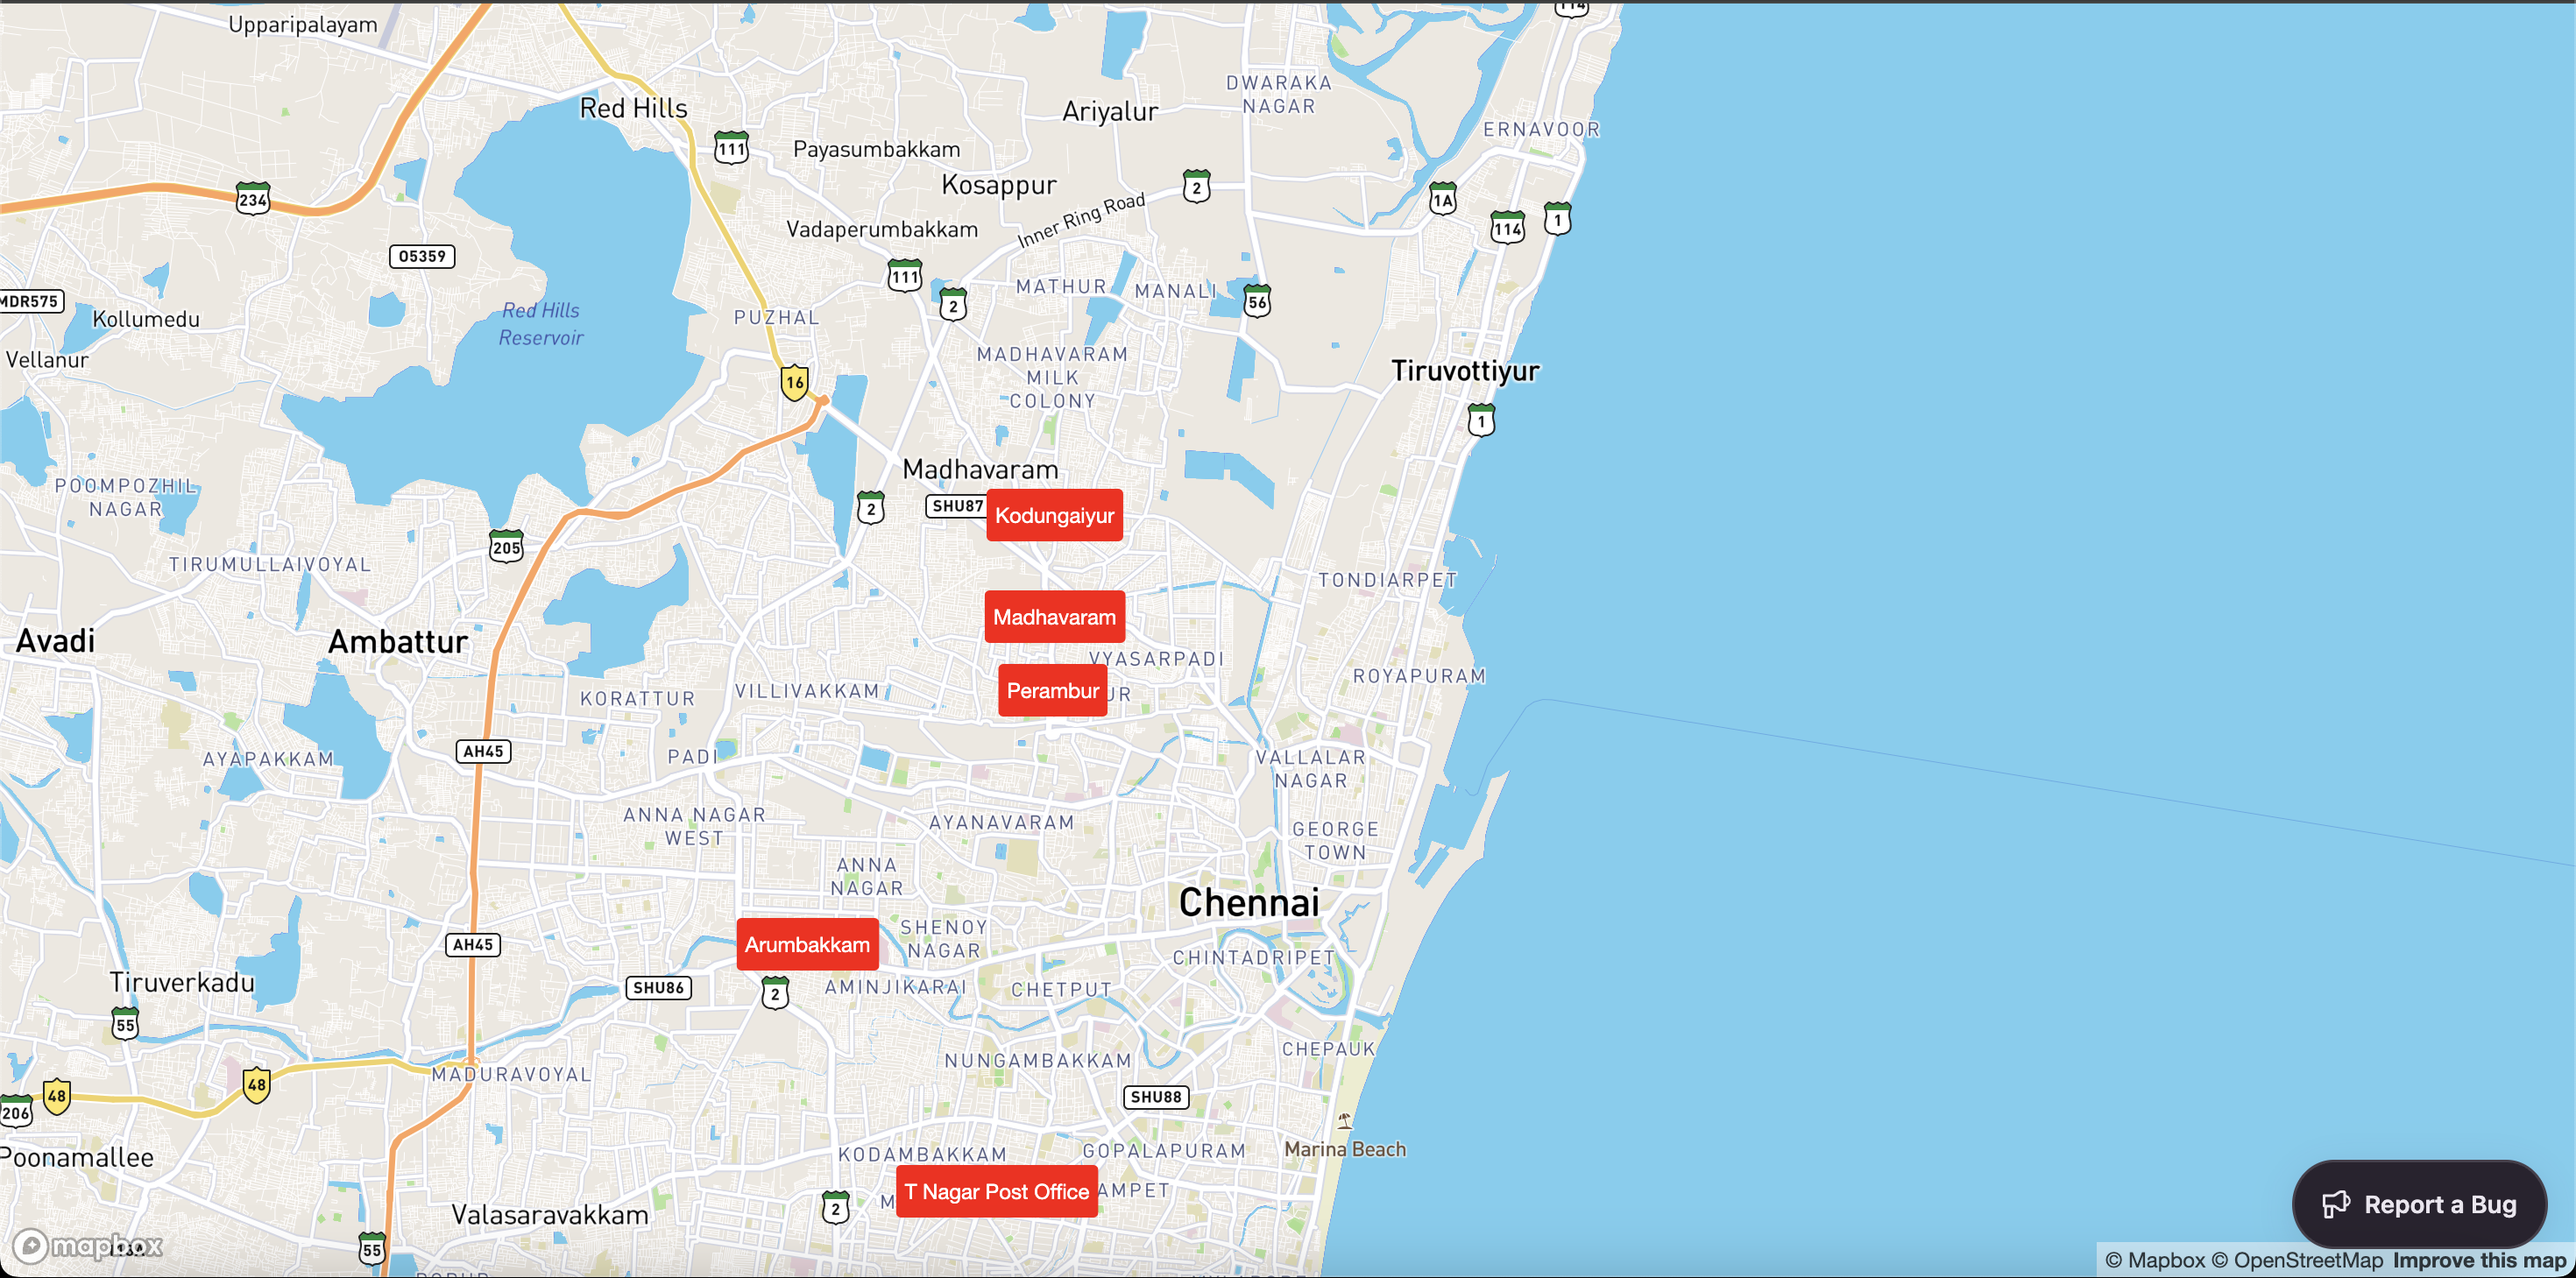 114
Upparipalayam
Red Hills
Ariyalur
DWARAKA
NAGAR
ERNAVOOR
111
Payasumbakkam
Kosappur
2
234
1A
114
1
Inner Ring Road
Vadaperumbakkam
O5359
111
2
MATHUR
MANALI
56
MDR575
Kollumedu
Red Hills
Reservoir
PUZHAL
Vellanur
MADHAVARAM
MILK
COLONY
16
Tiruvottiyur
1
Madhavaram
POOMPOZHIL
NAGAR
2
SHU87
Kodungaiyur
205
TIRUMULLAIVOYAL
TONDIARPET
Madhavaram
Avadi
Ambattur
VYASARPADI
ROYAPURAM
KORATTUR
VILLIVAKKAM
Perambur
UR
AH45
AYAPAKKAM
PADI
VALLALAR
NAGAR
ANNA NAGAR
WEST
AYANAVARAM
GEORGE
TOWN
ANNA
NAGAR
Chennai
AH45
Arumbakkam
SHENOY
NAGAR
CHINTADRIPET
Tiruverkadu
SHU86
2
AMINJIKARAI
CHETPUT
55
CHEPAUK
NUNGAMBAKKAM
MADURAVOYAL
48
48
206
SHU88
Poonamallee
KODAMBAKKAM
GOPALAPURAM
Marina Beach
M
T Nagar Post Office
AMPET
2
Valasaravakkam
Report a Bug
mapbox
55
© Mapbox © OpenStreetMap Improve this map